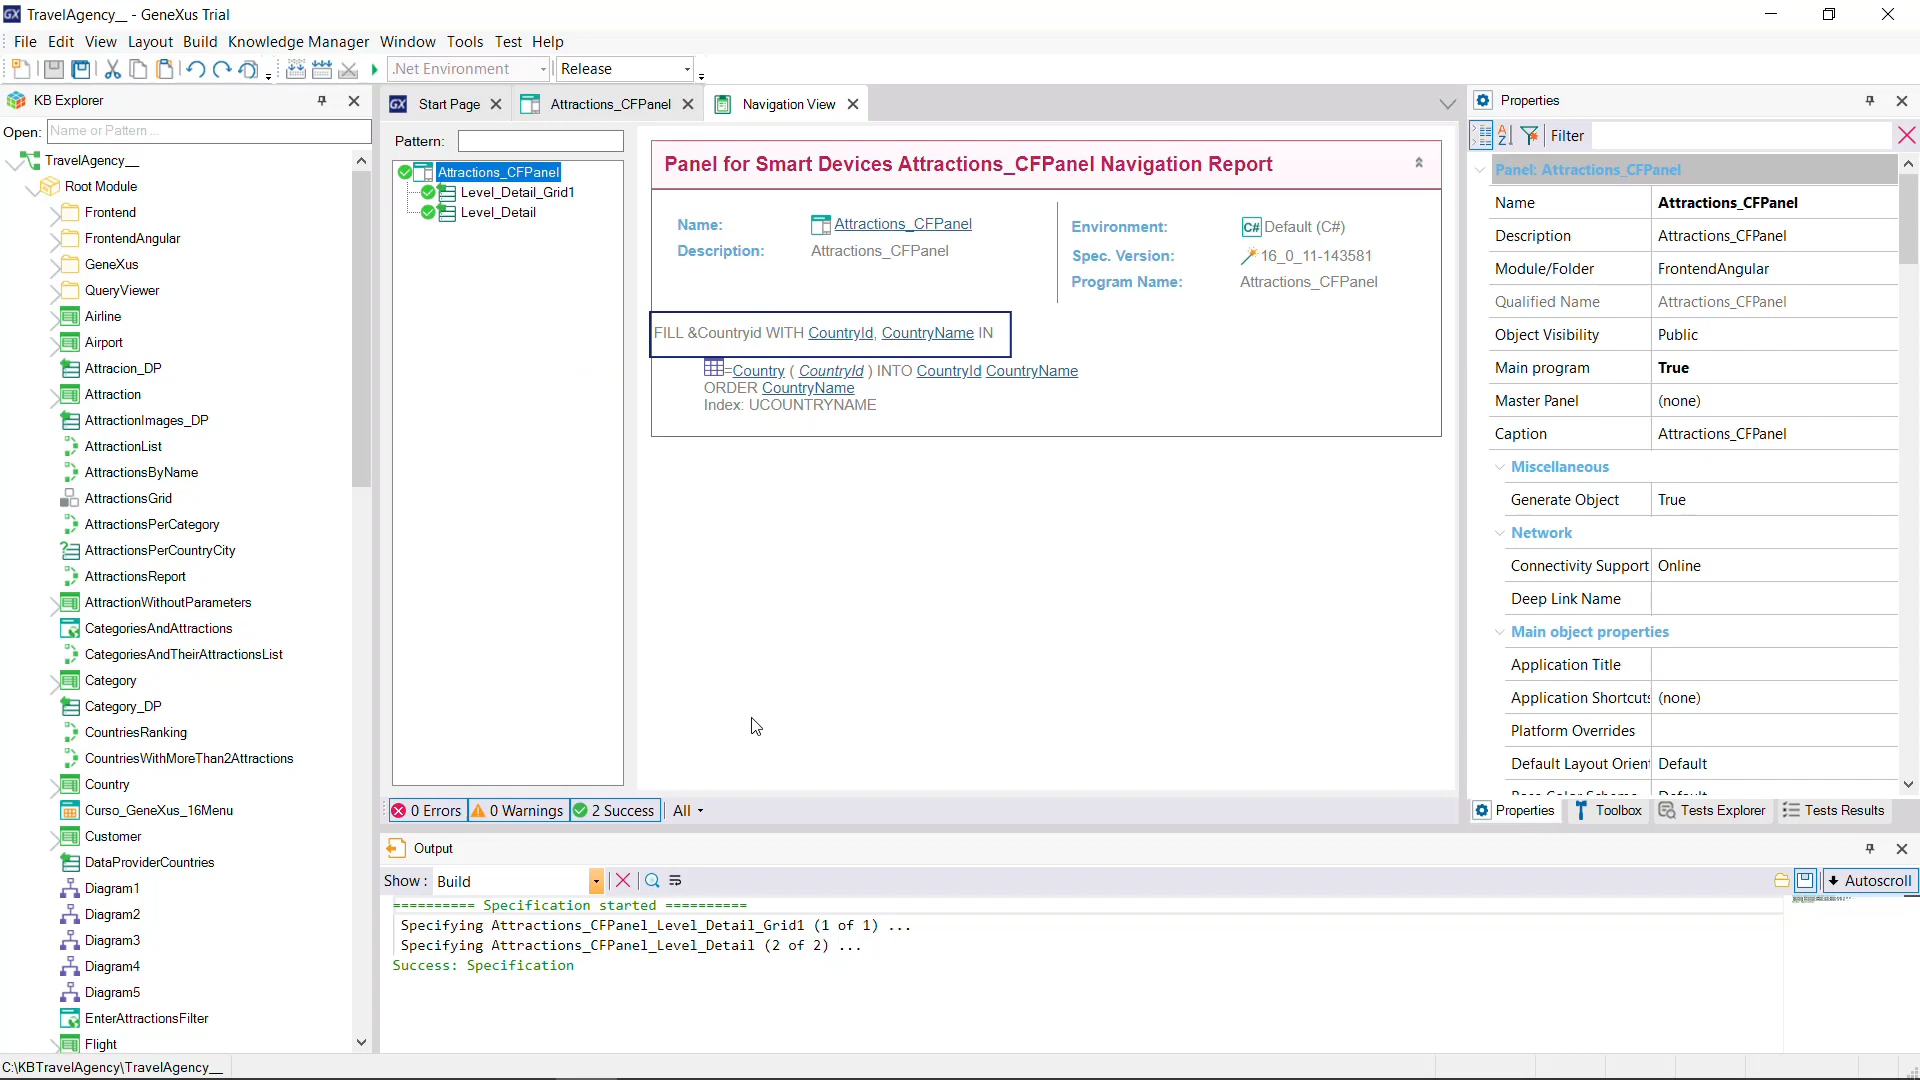 TravelAgency__ - GeneXus Trial
File Edit View Layout Build Knowledge Manager Window Tools Test Help
.Net Environment Release
KB Explorer
Open: Name or Pattern ...
TravelAgency__
Root Module
Frontend
FrontendAngular
GeneXus
QueryViewer
Airline
Airport
Attracion_DP
Attraction
AttractionImages_DP
AttractionList
AttractionsByName
AttractionsGrid
AttractionsPerCategory
AttractionsPerCountryCity
AttractionsReport
AttractionWithoutParameters
CategoriesAndAttractions
CategoriesAndTheirAttractionsList
Category
Category_DP
CountriesRanking
CountriesWithMoreThan2Attractions
Country
Curso_GeneXus_16Menu
Customer
DataProviderCountries
Diagram1
Diagram2
Diagram3
Diagram4
Diagram5
EnterAttractionsFilter
Flight
GX Start Page Attractions_CFPanel Navigation View
Pattern:
Attractions_CFPanel
Level_Detail_Grid1
Level_Detail
Panel for Smart Devices Attractions_CFPanel Navigation Report
Name: Attractions_CFPanel
Description: Attractions_CFPanel
Environment: C# Default (C#)
Spec. Version: 16_0_11-143581
Program Name: Attractions_CFPanel
FILL &Countryid WITH CountryId, CountryName IN
=Country ( CountryId ) INTO CountryId CountryName
ORDER CountryName
Index: UCOUNTRYNAME
0 Errors 0 Warnings 2 Success All
Output
Show: Build
Autoscroll
========== Specification started ==========
Specifying Attractions_CFPanel_Level_Detail_Grid1 (1 of 1) ...
Specifying Attractions_CFPanel_Level_Detail (2 of 2) ...
Success: Specification
Properties
Filter
Panel: Attractions_CFPanel
Name Attractions_CFPanel
Description Attractions_CFPanel
Module/Folder FrontendAngular
Qualified Name Attractions_CFPanel
Object Visibility Public
Main program True
Master Panel (none)
Caption Attractions_CFPanel
Miscellaneous
Generate Object True
Network
Connectivity Support Online
Deep Link Name
Main object properties
Application Title
Application Shortcuts (none)
Platform Overrides
Default Layout Orien Default
Properties Toolbox Tests Explorer Tests Results
C:\KBTravelAgency\TravelAgency__